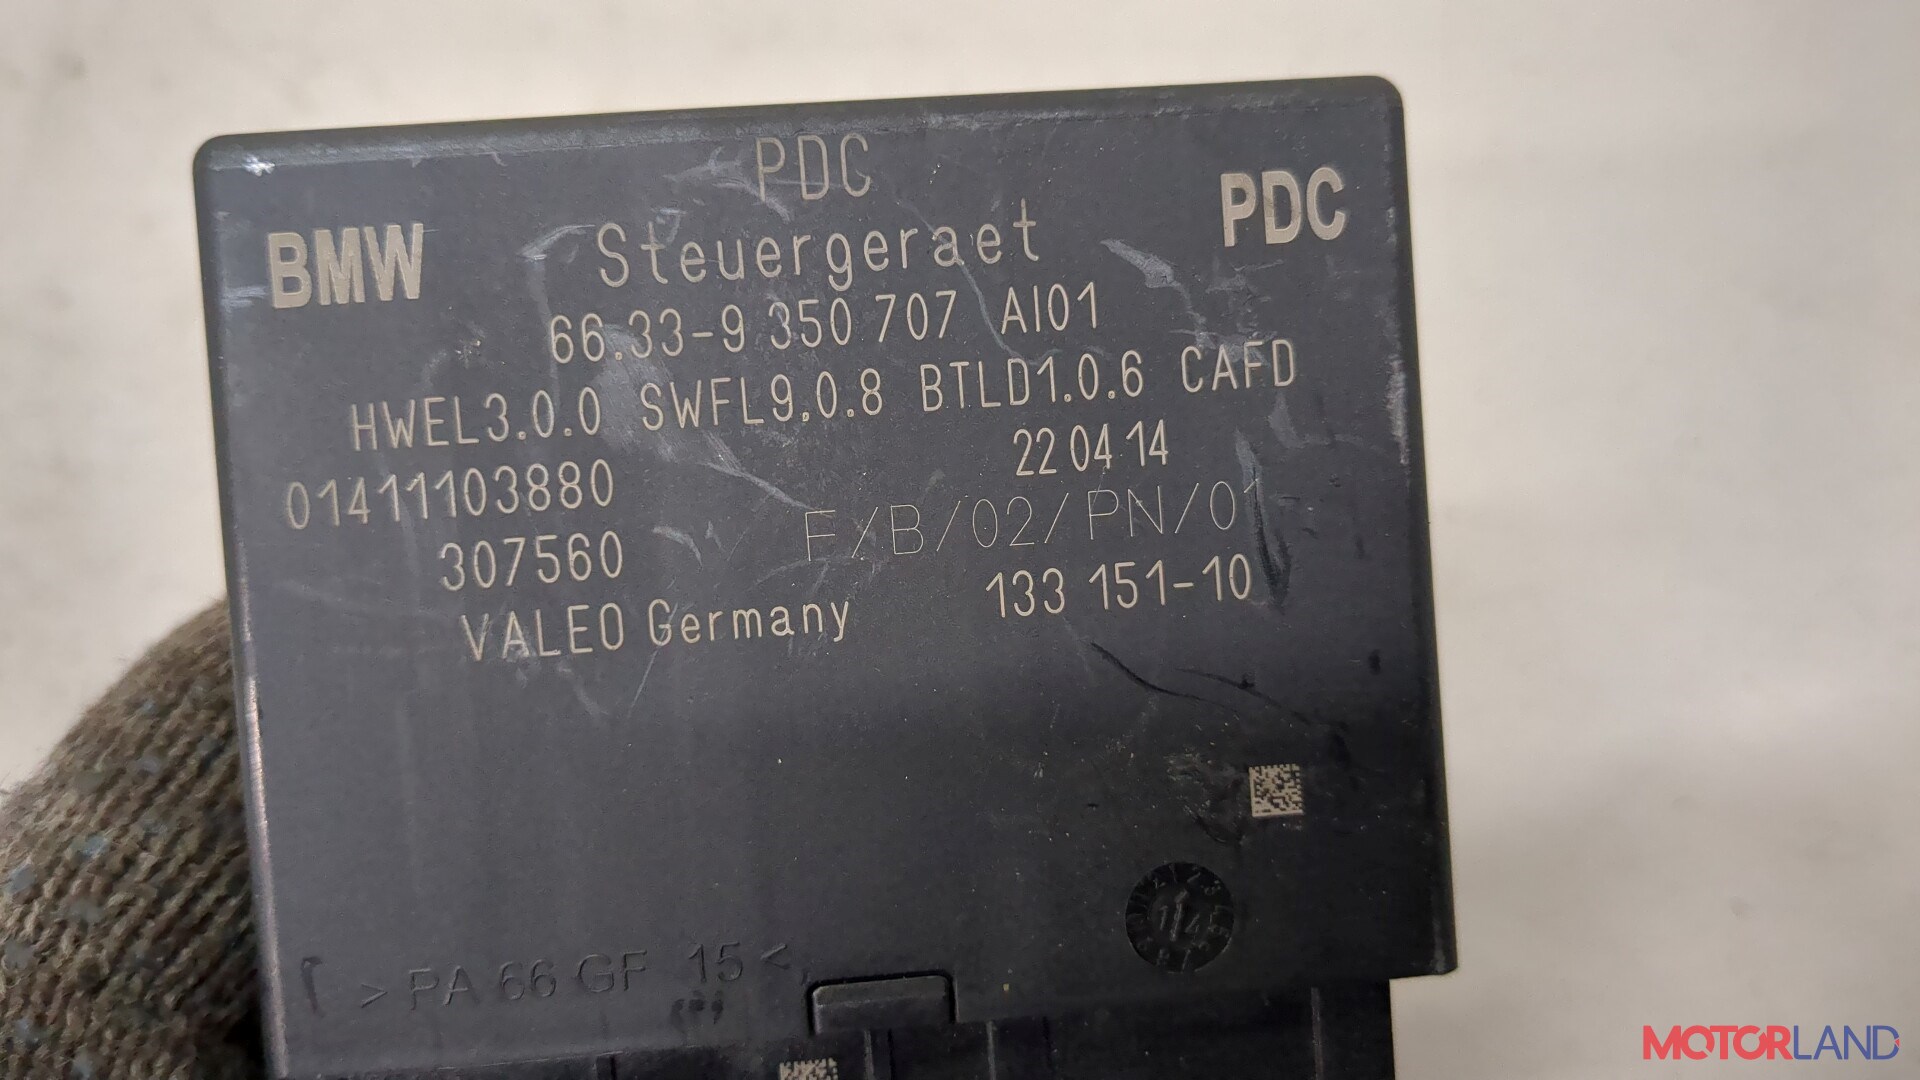 PDC
BMW
Steuergeraet
PDC
66.33-9 350 707 AI01
HWEL3.0.0 SWFL9.0.8 BTLD1.0.6 CAFD
01411103880
22 04 14
307560
F/B/02/PN/01
VALEO Germany
133 151-10
> PA 66 GF 15 <
14
MOTORLAND